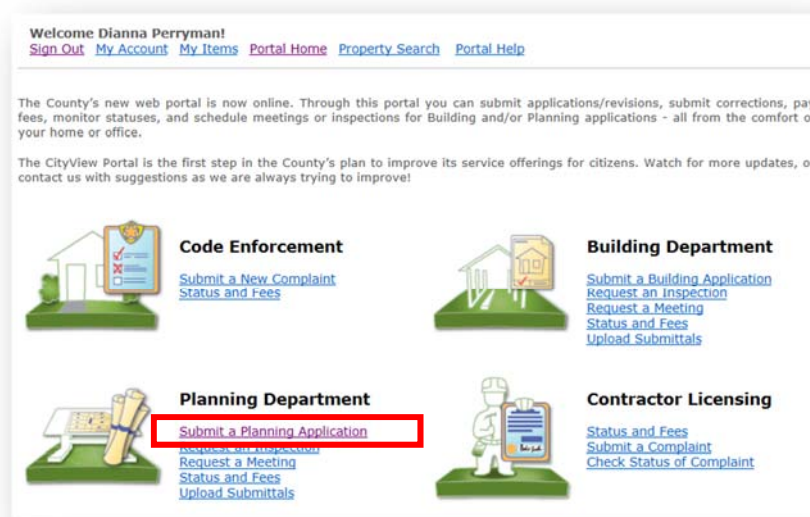 Welcome Dianna Perryman!
Sign Out My Account My Items Portal Home Property Search Portal Help
The County's new web portal is now online. Through this portal you can submit applications/revisions, submit corrections, pa
fees, monitor statuses, and schedule meetings or inspections for Building and/or Planning applications - all from the comfort o
your home or office.
The CityView Portal is the first step in the County's plan to improve its service offerings for citizens. Watch for more updates, o
contact us with suggestions as we are always trying to improve!
Code Enforcement
Submit a New Complaint
Status and Fees
Building Department
Submit a Building Application
Request an Inspection
Request a Meeting
Status and Fees
Upload Submittals
Planning Department
Submit a Planning Application
Request an Inspection
Request a Meeting
Status and Fees
Upload Submittals
Contractor Licensing
Status and Fees
Submit a Complaint
Check Status of Complaint